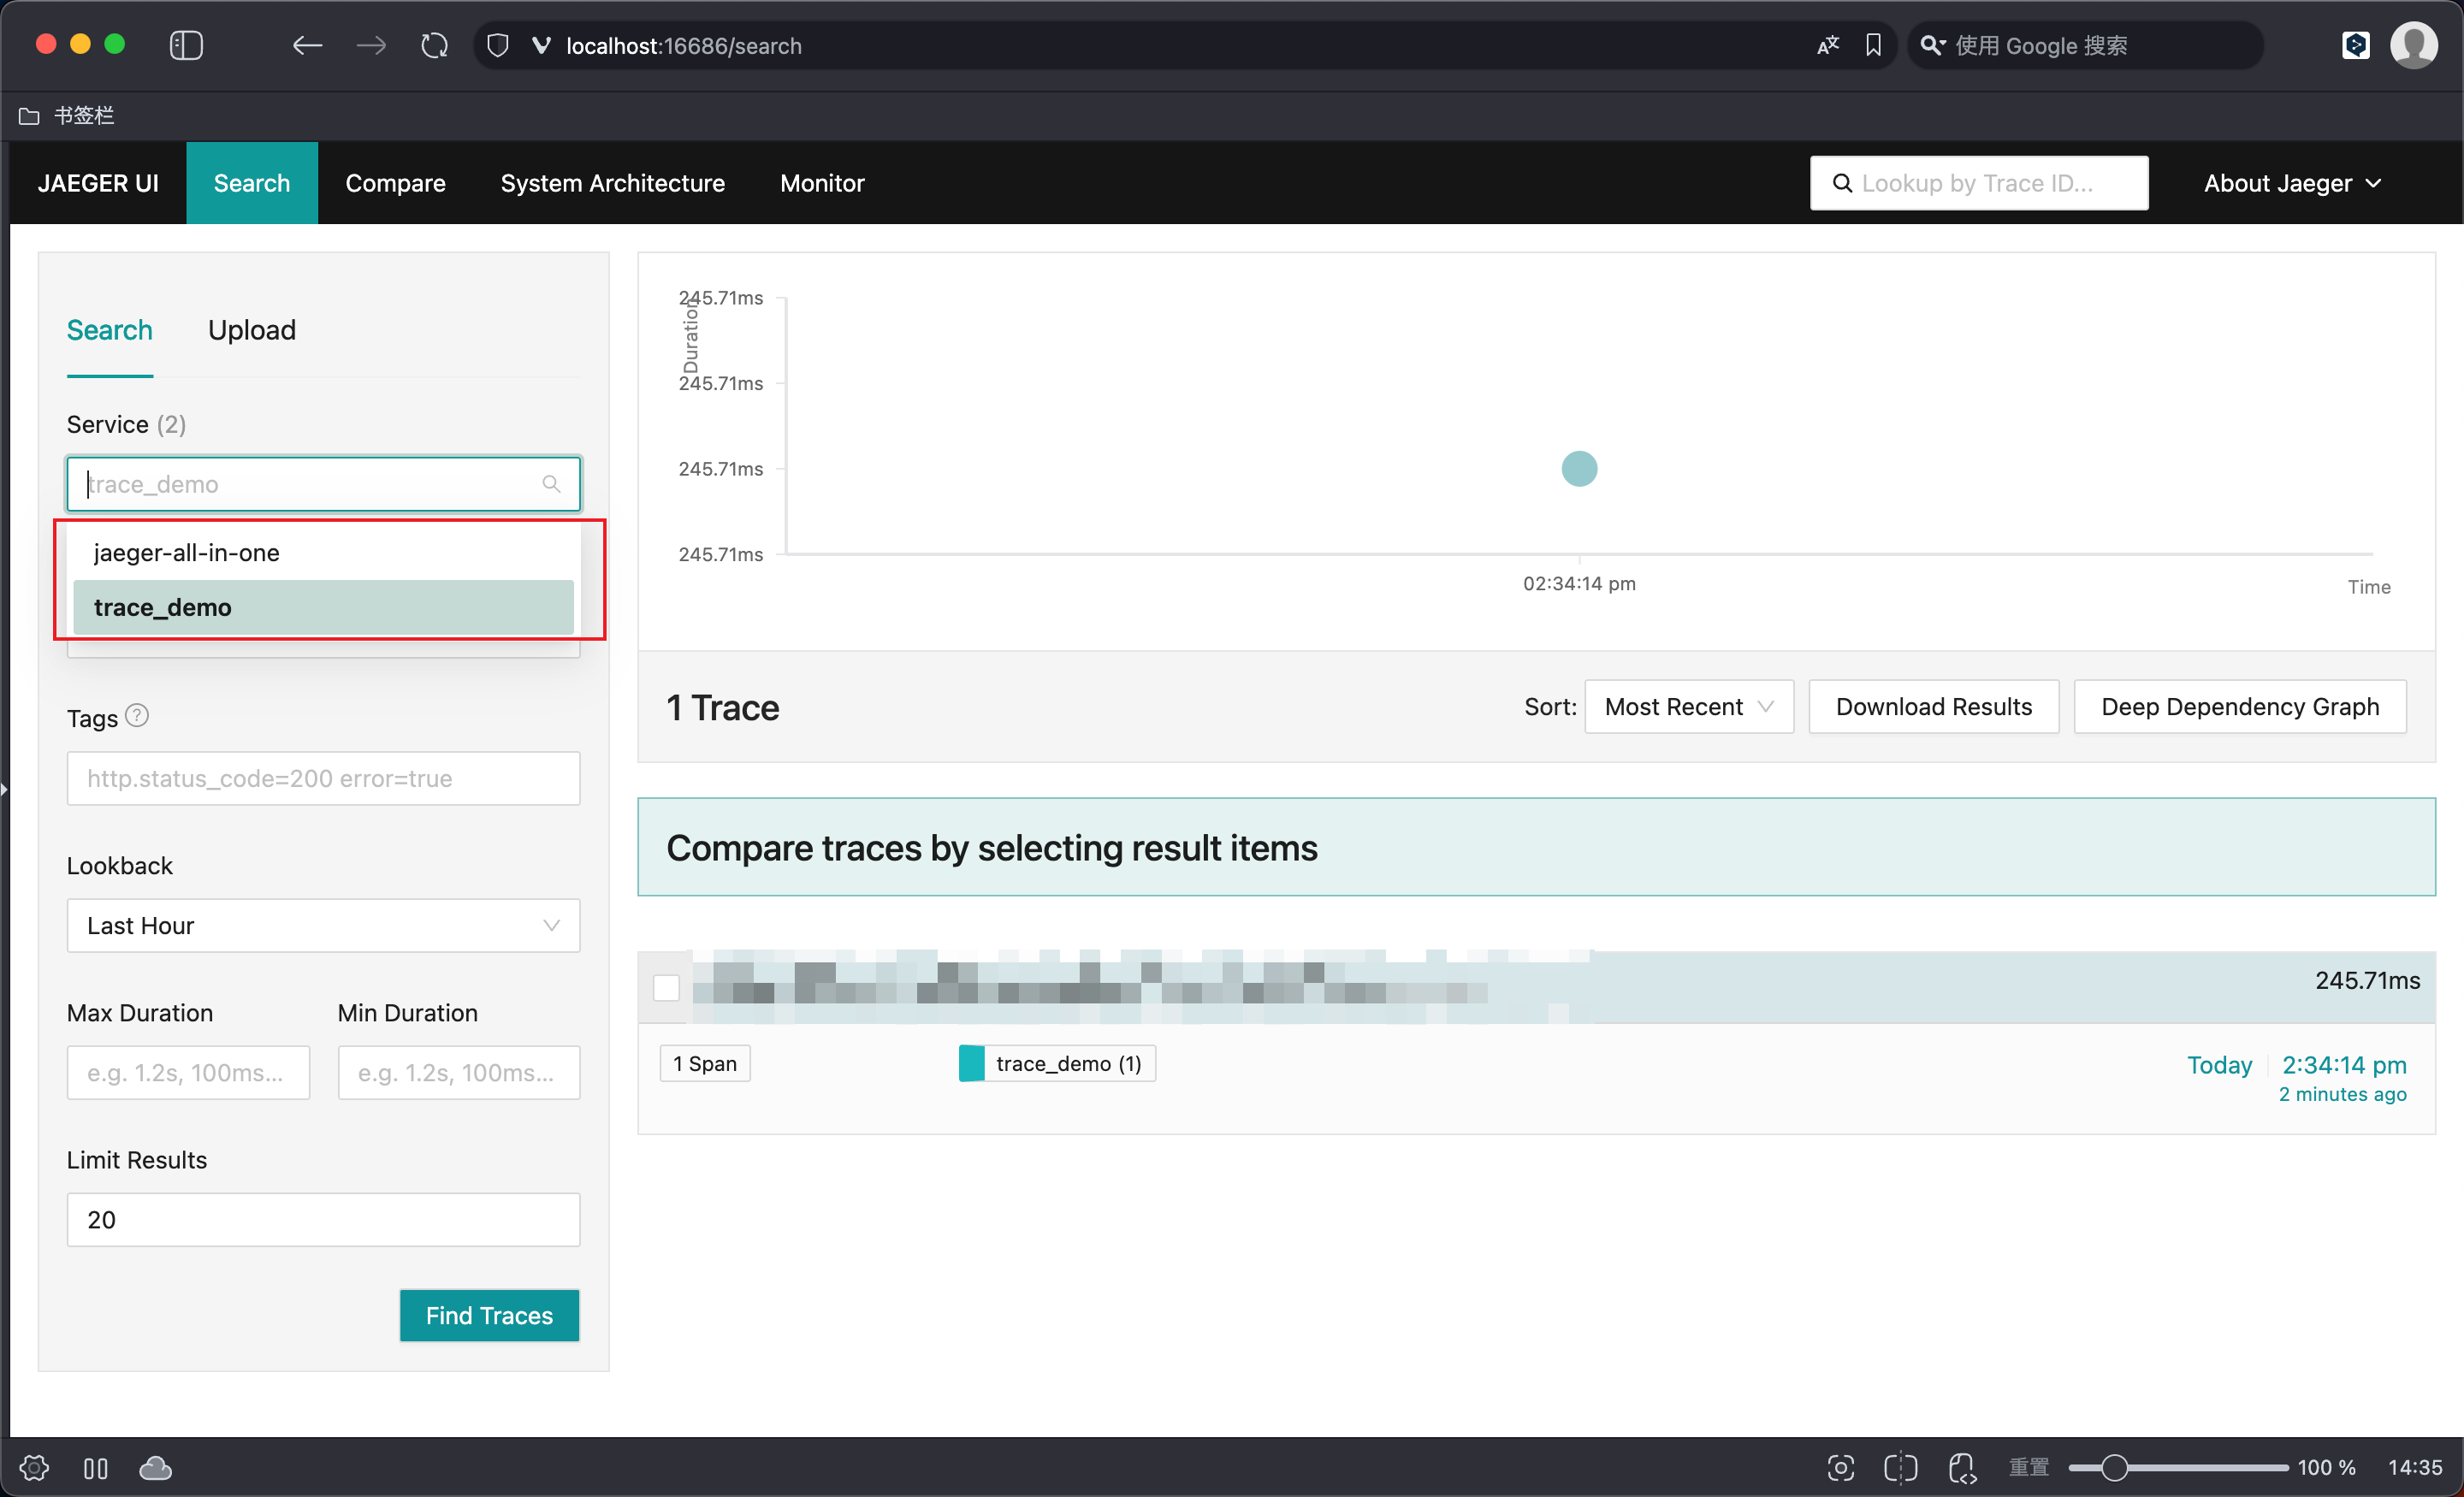 localhost:16686/search
使用 Google 搜索
书签栏
JAEGER UI
Search
Compare
System Architecture
Monitor
Lookup by Trace ID...
About Jaeger
Search
Upload
Service (2)
trace_demo
jaeger-all-in-one
trace_demo
Tags ?
http.status_code=200 error=true
Lookback
Last Hour
Max Duration
Min Duration
e.g. 1.2s, 100ms...
e.g. 1.2s, 100ms...
Limit Results
20
Find Traces
Duration
245.71ms
245.71ms
245.71ms
245.71ms
02:34:14 pm
Time
1 Trace
Sort:
Most Recent
Download Results
Deep Dependency Graph
Compare traces by selecting result items
245.71ms
1 Span
trace_demo (1)
Today
2:34:14 pm
2 minutes ago
重置
100 %
14:35